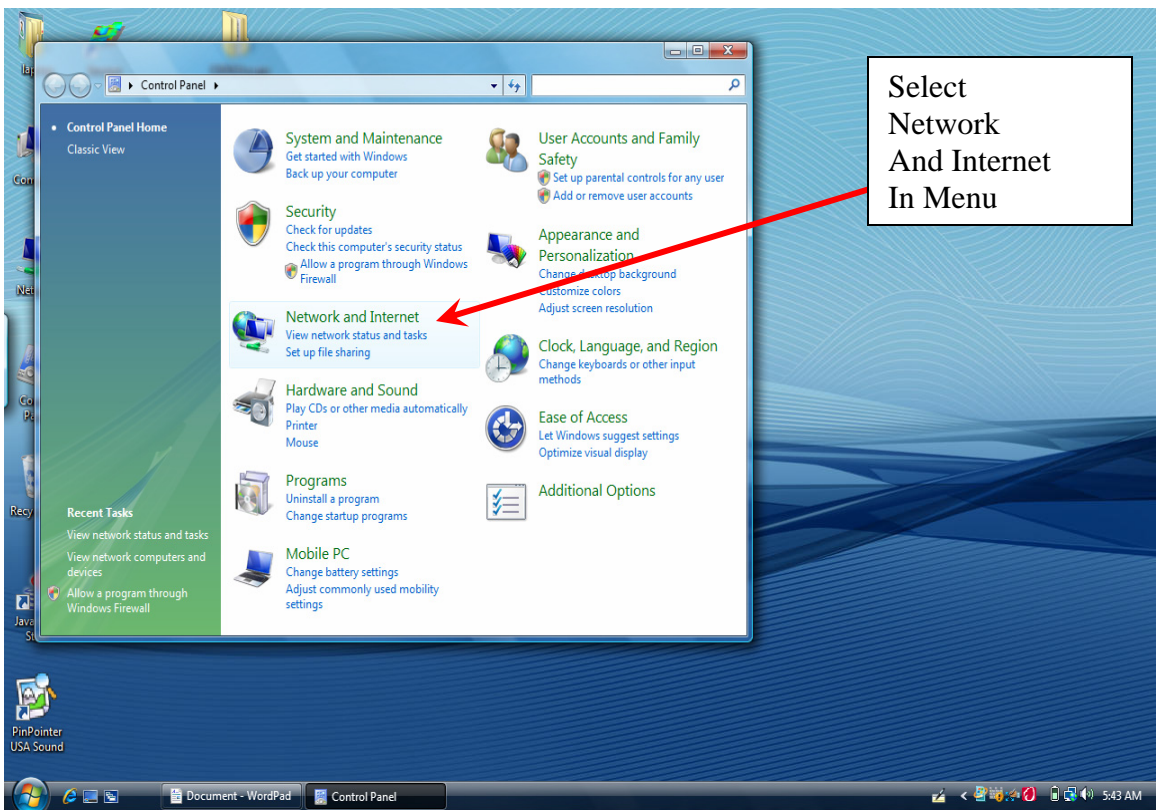 Control Panel
Control Panel Home
Classic View
System and Maintenance
Get started with Windows
Back up your computer
Security
Check for updates
Check this computer's security status
Allow a program through Windows
Firewall
Network and Internet
View network status and tasks
Set up file sharing
Hardware and Sound
Play CDs or other media automatically
Printer
Mouse
Programs
Uninstall a program
Change startup programs
Mobile PC
Change battery settings
Adjust commonly used mobility
settings
User Accounts and Family
Safety
Set up parental controls for any user
Add or remove user accounts
Appearance and
Personalization
Change desktop background
Customize colors
Adjust screen resolution
Clock, Language, and Region
Change keyboards or other input
methods
Ease of Access
Let Windows suggest settings
Optimize visual display
Additional Options
Recent Tasks
View network status and tasks
View network computers and
devices
Allow a program through
Windows Firewall
Select
Network
And Internet
In Menu
Java
PinPointer
USA Sound
Document - WordPad
Control Panel
5:43 AM